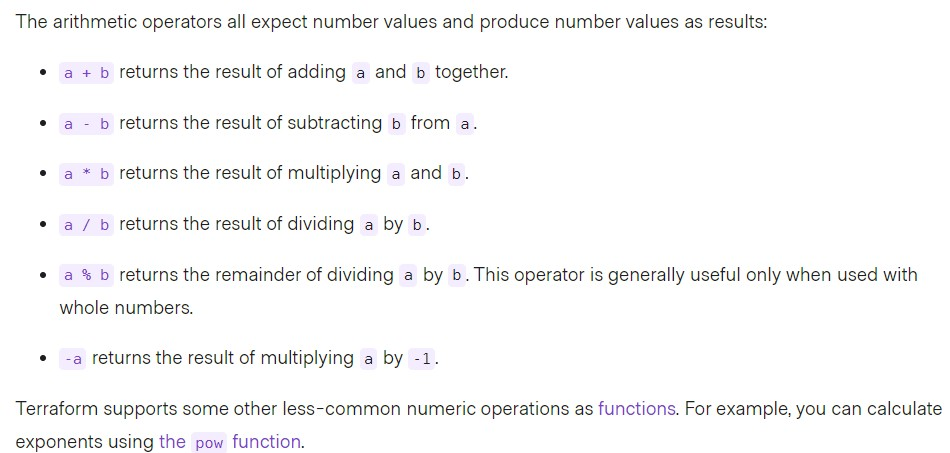 The arithmetic operators all expect number values and produce number values as results:
• a + b returns the result of adding a and b together.
• a - b returns the result of subtracting b from a.
• a * b returns the result of multiplying a and b.
• a / b returns the result of dividing a by b.
• a % b returns the remainder of dividing a by b. This operator is generally useful only when used with
whole numbers.
• -a returns the result of multiplying a by -1.
Terraform supports some other less-common numeric operations as functions. For example, you can calculate
exponents using the pow function.